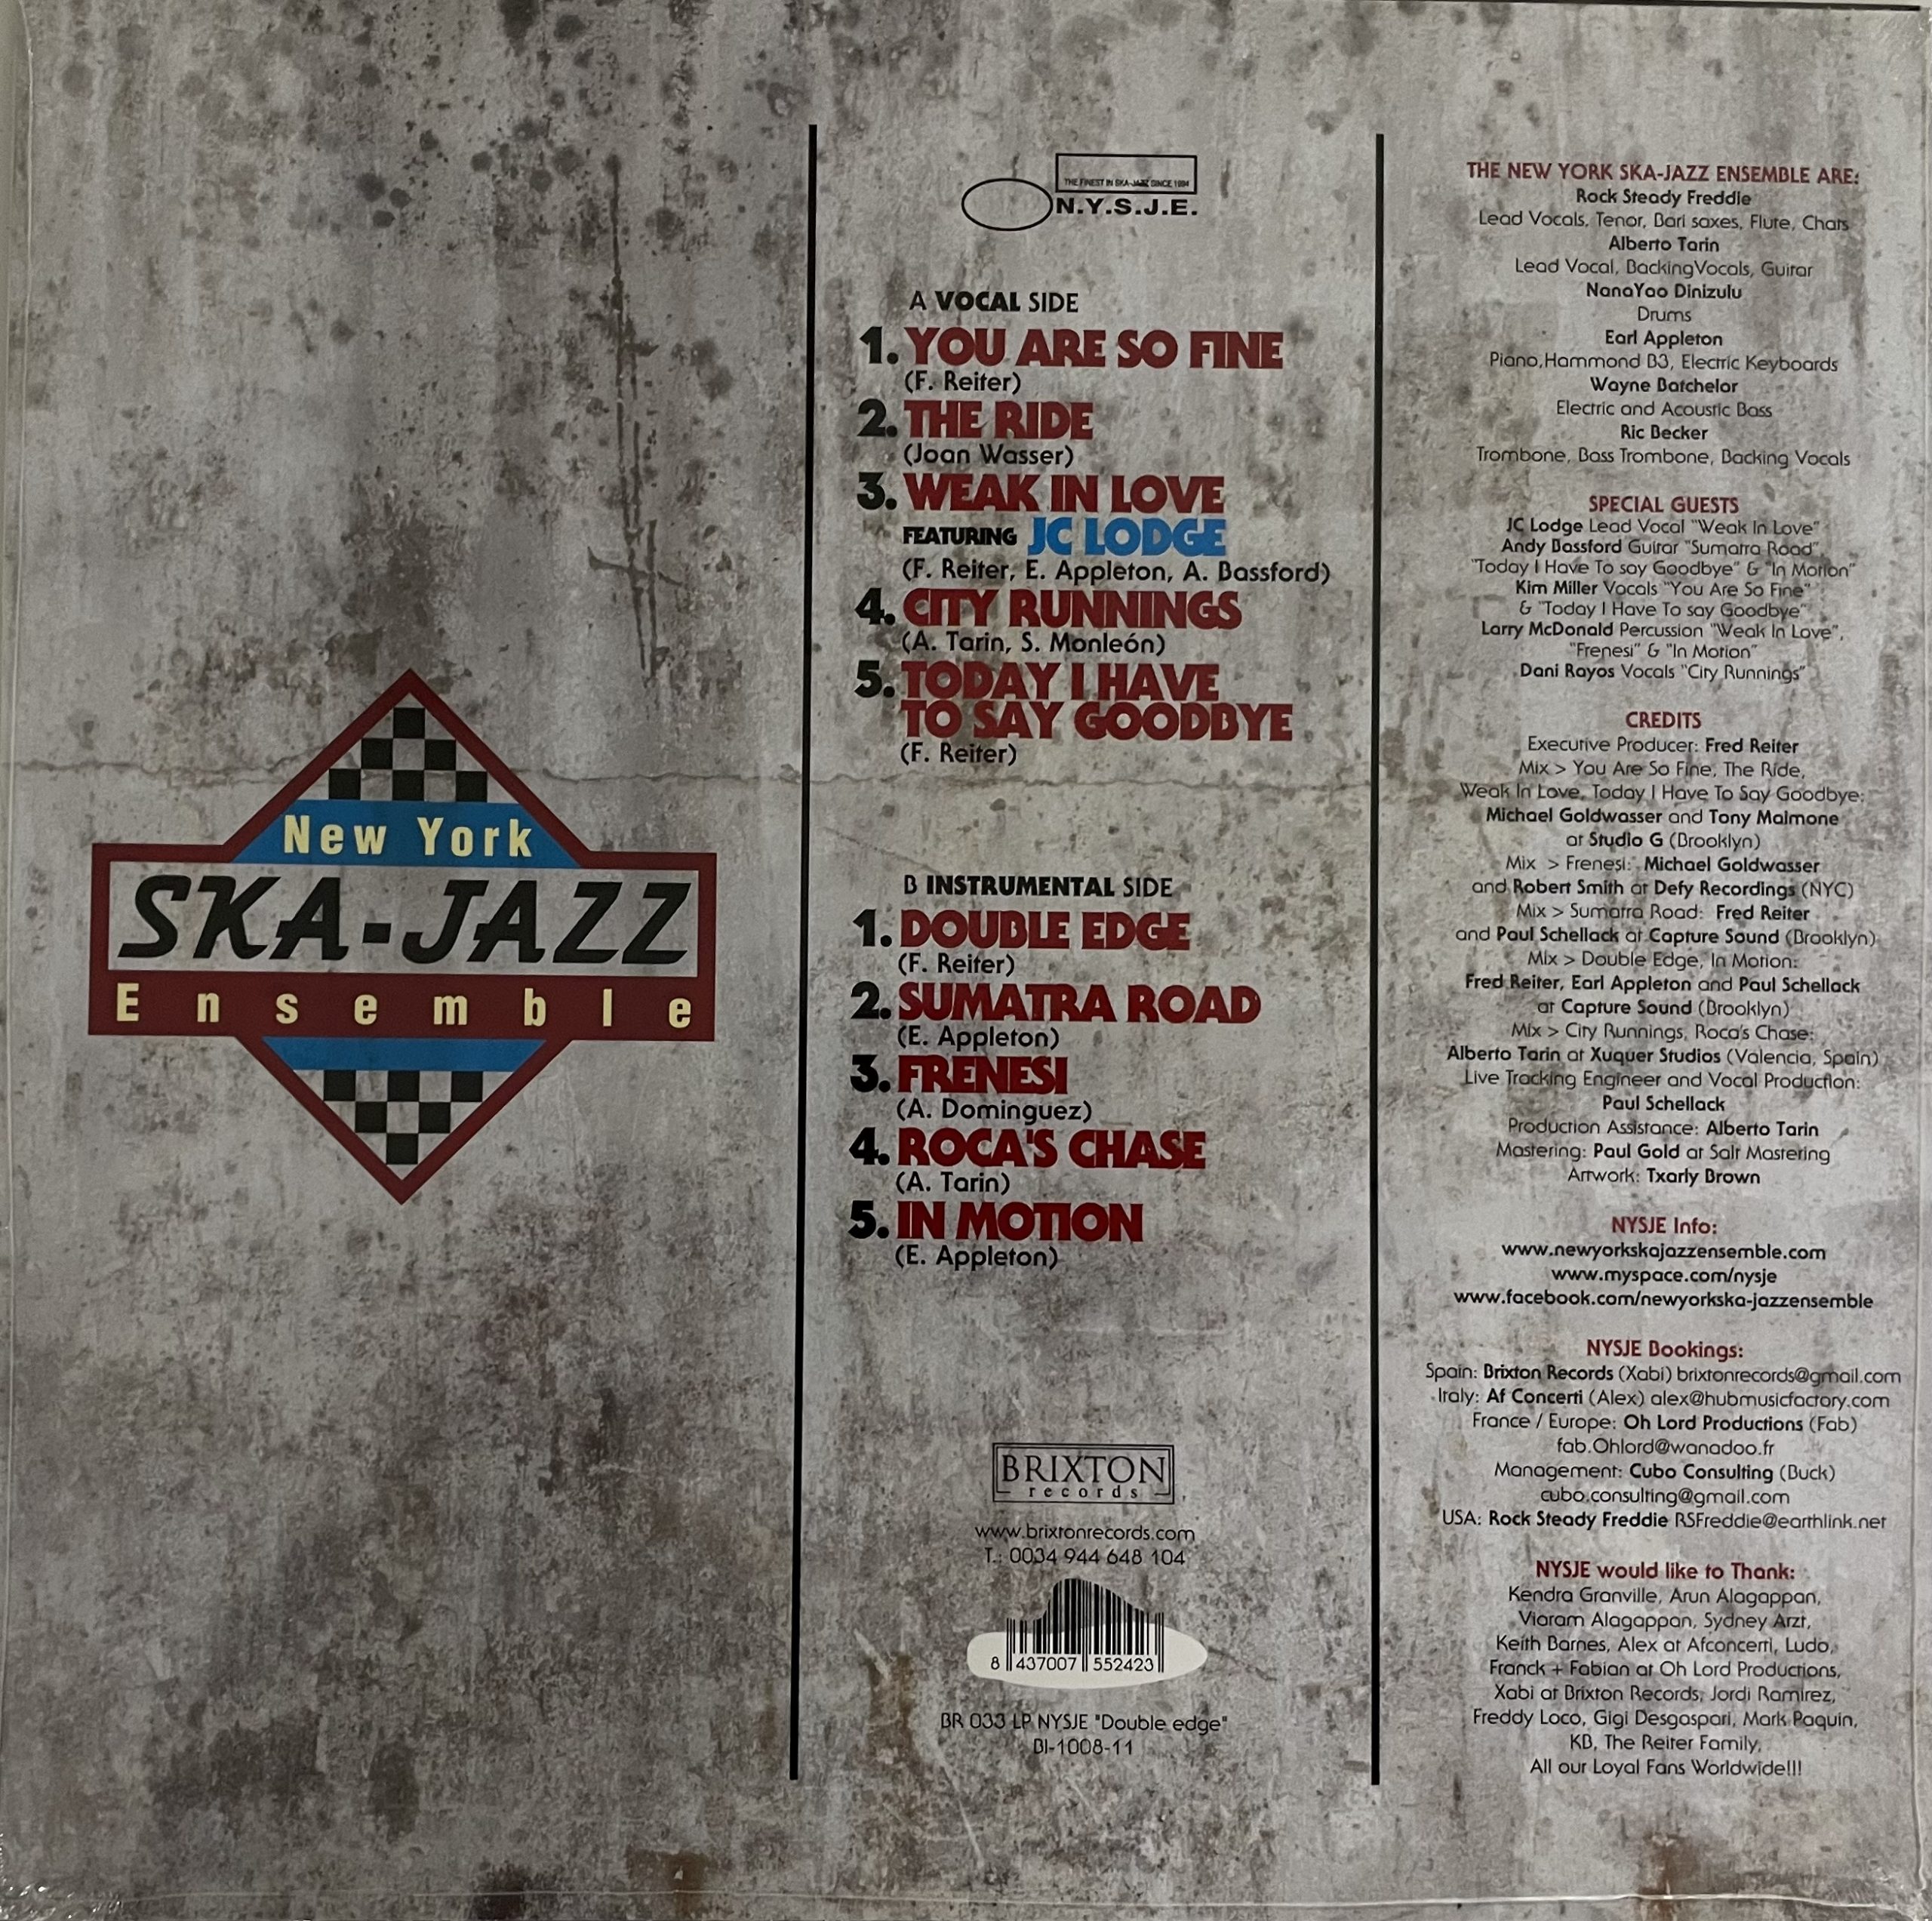 New York
SKA-JAZZ
Ensemble
THE FINEST IN SKA-JAZZ SINCE 1994
N.Y.S.J.E.
A VOCAL SIDE
1. YOU ARE SO FINE
(F. Reiter)
2. THE RIDE
(Joan Wasser)
3. WEAK IN LOVE
FEATURING JC LODGE
(F. Reiter, E. Appleton, A. Bassford)
4. CITY RUNNINGS
(A. Tarin, S. Monleón)
5. TODAY I HAVE
TO SAY GOODBYE
(F. Reiter)
B INSTRUMENTAL SIDE
1. DOUBLE EDGE
(F. Reiter)
2. SUMATRA ROAD
(E. Appleton)
3. FRENESI
(A. Dominguez)
4. ROCA'S CHASE
(A. Tarin)
5. IN MOTION
(E. Appleton)
BRIXTON
records
www.brixtonrecords.com
T.: 0034 944 648 104
8 437007 552423
BR 033 LP NYSJE "Double edge"
BI-1008-11
THE NEW YORK SKA-JAZZ ENSEMBLE ARE:
Rock Steady Freddie
Lead Vocals, Tenor, Bari saxes, Flute, Chats
Alberto Tarin
Lead Vocal, BackingVocals, Guitar
NanaYao Dinizulu
Drums
Earl Appleton
Piano,Hammond B3, Electric Keyboards
Wayne Batchelor
Electric and Acoustic Bass
Ric Becker
Trombone, Bass Trombone, Backing Vocals
SPECIAL GUESTS
JC Lodge Lead Vocal "Weak In Love"
Andy Bassford Guitar "Sumatra Road",
"Today I Have To say Goodbye" & "In Motion"
Kim Miller Vocals "You Are So Fine"
& "Today I Have To say Goodbye"
Larry McDonald Percussion "Weak In Love",
"Frenesi" & "In Motion"
Dani Rayos Vocals "City Runnings"
CREDITS
Executive Producer: Fred Reiter
Mix > You Are So Fine, The Ride,
Weak In Love, Today I Have To Say Goodbye:
Michael Goldwasser and Tony Maimone
at Studio G (Brooklyn)
Mix > Frenesi: Michael Goldwasser
and Robert Smith at Defy Recordings (NYC)
Mix > Sumatra Road: Fred Reiter
and Paul Schellack at Capture Sound (Brooklyn)
Mix > Double Edge, In Motion:
Fred Reiter, Earl Appleton and Paul Schellack
at Capture Sound (Brooklyn)
Mix > City Runnings, Roca's Chase:
Alberto Tarin at Xuquer Studios (Valencia, Spain)
Live Tracking Engineer and Vocal Production:
Paul Schellack
Production Assistance: Alberto Tarin
Mastering: Paul Gold at Salt Mastering
Artwork: Txarly Brown
NYSJE Info:
www.newyorkskajazzensemble.com
www.myspace.com/nysje
www.facebook.com/newyorkska-jazzensemble
NYSJE Bookings:
Spain: Brixton Records (Xabi) brixtonrecords@gmail.com
Italy: Af Concerti (Alex) alex@hubmusicfactory.com
France / Europe: Oh Lord Productions (Fab)
fab.Ohlord@wanadoo.fr
Management: Cubo Consulting (Buck)
cubo.consulting@gmail.com
USA: Rock Steady Freddie RSFreddie@earthlink.net
NYSJE would like to Thank:
Kendra Granville, Arun Alagappan,
Viaram Alagappan, Sydney Arzt,
Keith Barnes, Alex at Afconcerti, Ludo,
Franck + Fabian at Oh Lord Productions,
Xabi at Brixton Records, Jordi Ramirez,
Freddy Loco, Gigi Desgaspari, Mark Paquin,
KB, The Reiter Family,
All our Loyal Fans Worldwide!!!